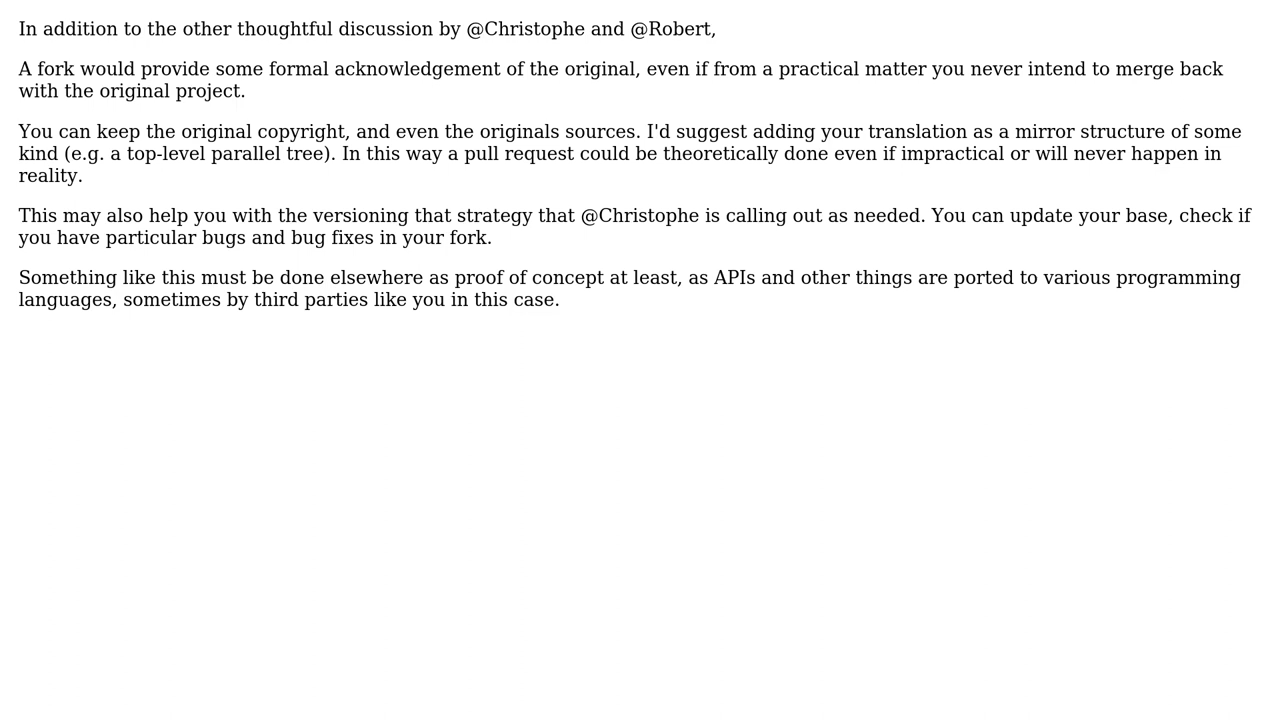 In addition to the other thoughtful discussion by @Christophe and @Robert,
A fork would provide some formal acknowledgement of the original, even if from a practical matter you never intend to merge back
with the original project.
You can keep the original copyright, and even the originals sources. I'd suggest adding your translation as a mirror structure of some
kind (e.g. a top-level parallel tree). In this way a pull request could be theoretically done even if impractical or will never happen in
reality.
This may also help you with the versioning that strategy that @Christophe is calling out as needed. You can update your base, check if
you have particular bugs and bug fixes in your fork.
Something like this must be done elsewhere as proof of concept at least, as APIs and other things are ported to various programming
languages, sometimes by third parties like you in this case.